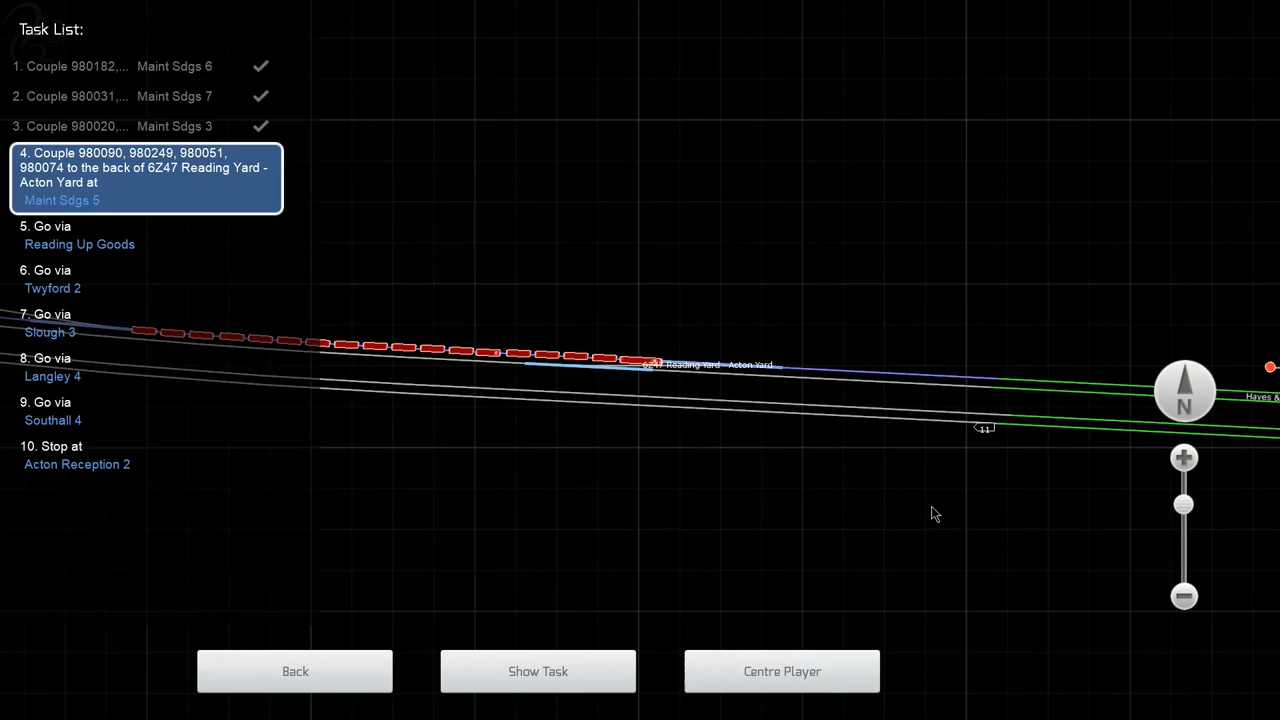 Task List:
1. Couple 980182,... Maint Sdgs 6
2. Couple 980031,... Maint Sdgs 7
3. Couple 980020,... Maint Sdgs 3
4. Couple 980090, 980249, 980051,
980074 to the back of 6Z47 Reading Yard -
Acton Yard at
Maint Sdgs 5
5. Go via
Reading Up Goods
6. Go via
Twyford 2
7. Go via
Slough 3
8. Go via
Langley 4
9. Go via
Southall 4
10. Stop at
Acton Reception 2
6Z47 Reading Yard - Acton Yard
11
Hayes &
N
Back
Show Task
Centre Player